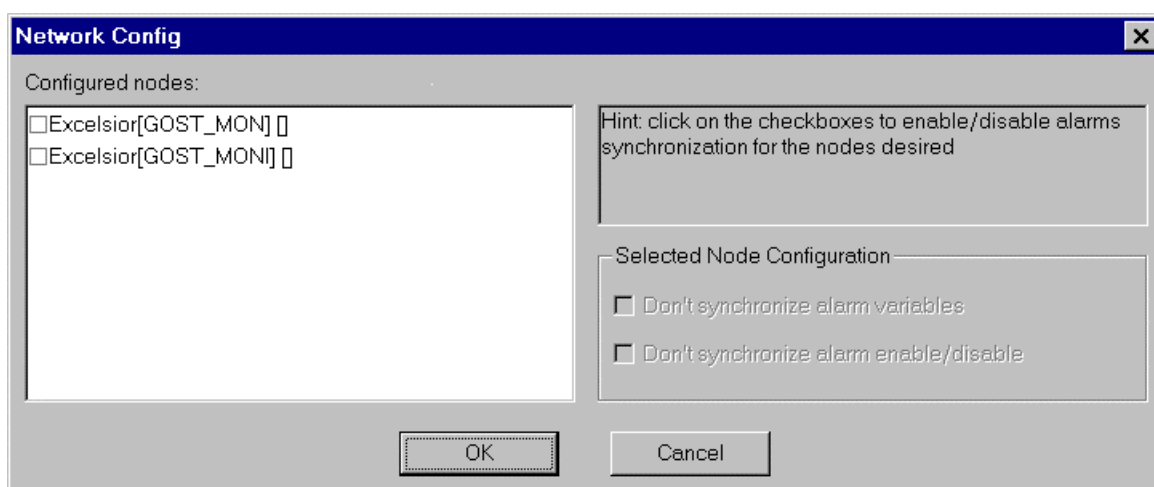 Network Config
Configured nodes:
Excelsior[GOST_MON] []
Excelsior[GOST_MONI] []
Hint: click on the checkboxes to enable/disable alarms
synchronization for the nodes desired
Selected Node Configuration
Don't synchronize alarm variables
Don't synchronize alarm enable/disable
OK
Cancel